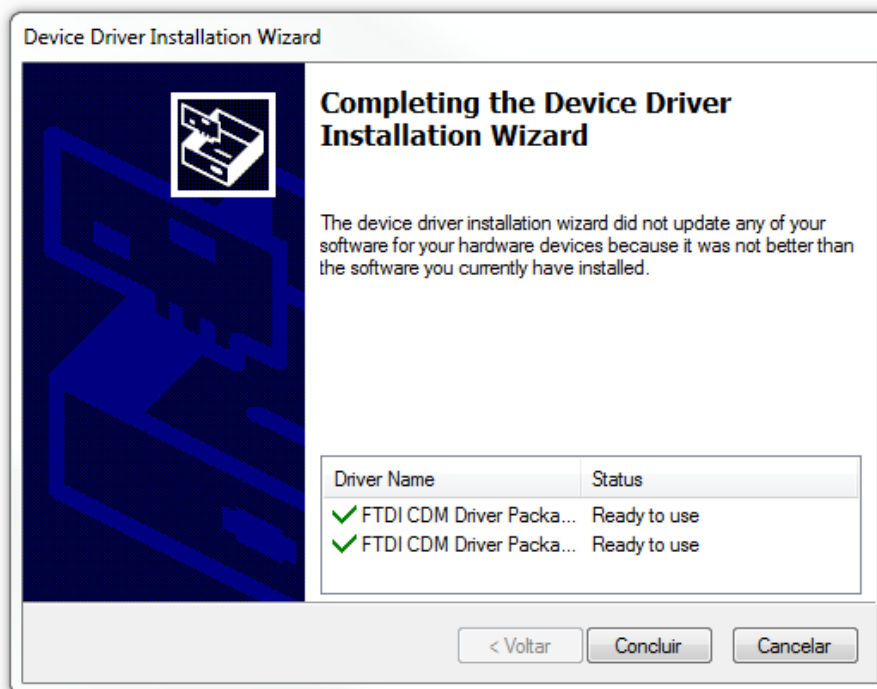 Device Driver Installation Wizard
Completing the Device Driver
Installation Wizard
The device driver installation wizard did not update any of your
software for your hardware devices because it was not better than
the software you currently have installed.
Driver Name Status
FTDI CDM Driver Packa... Ready to use
FTDI CDM Driver Packa... Ready to use
< Voltar Concluir Cancelar